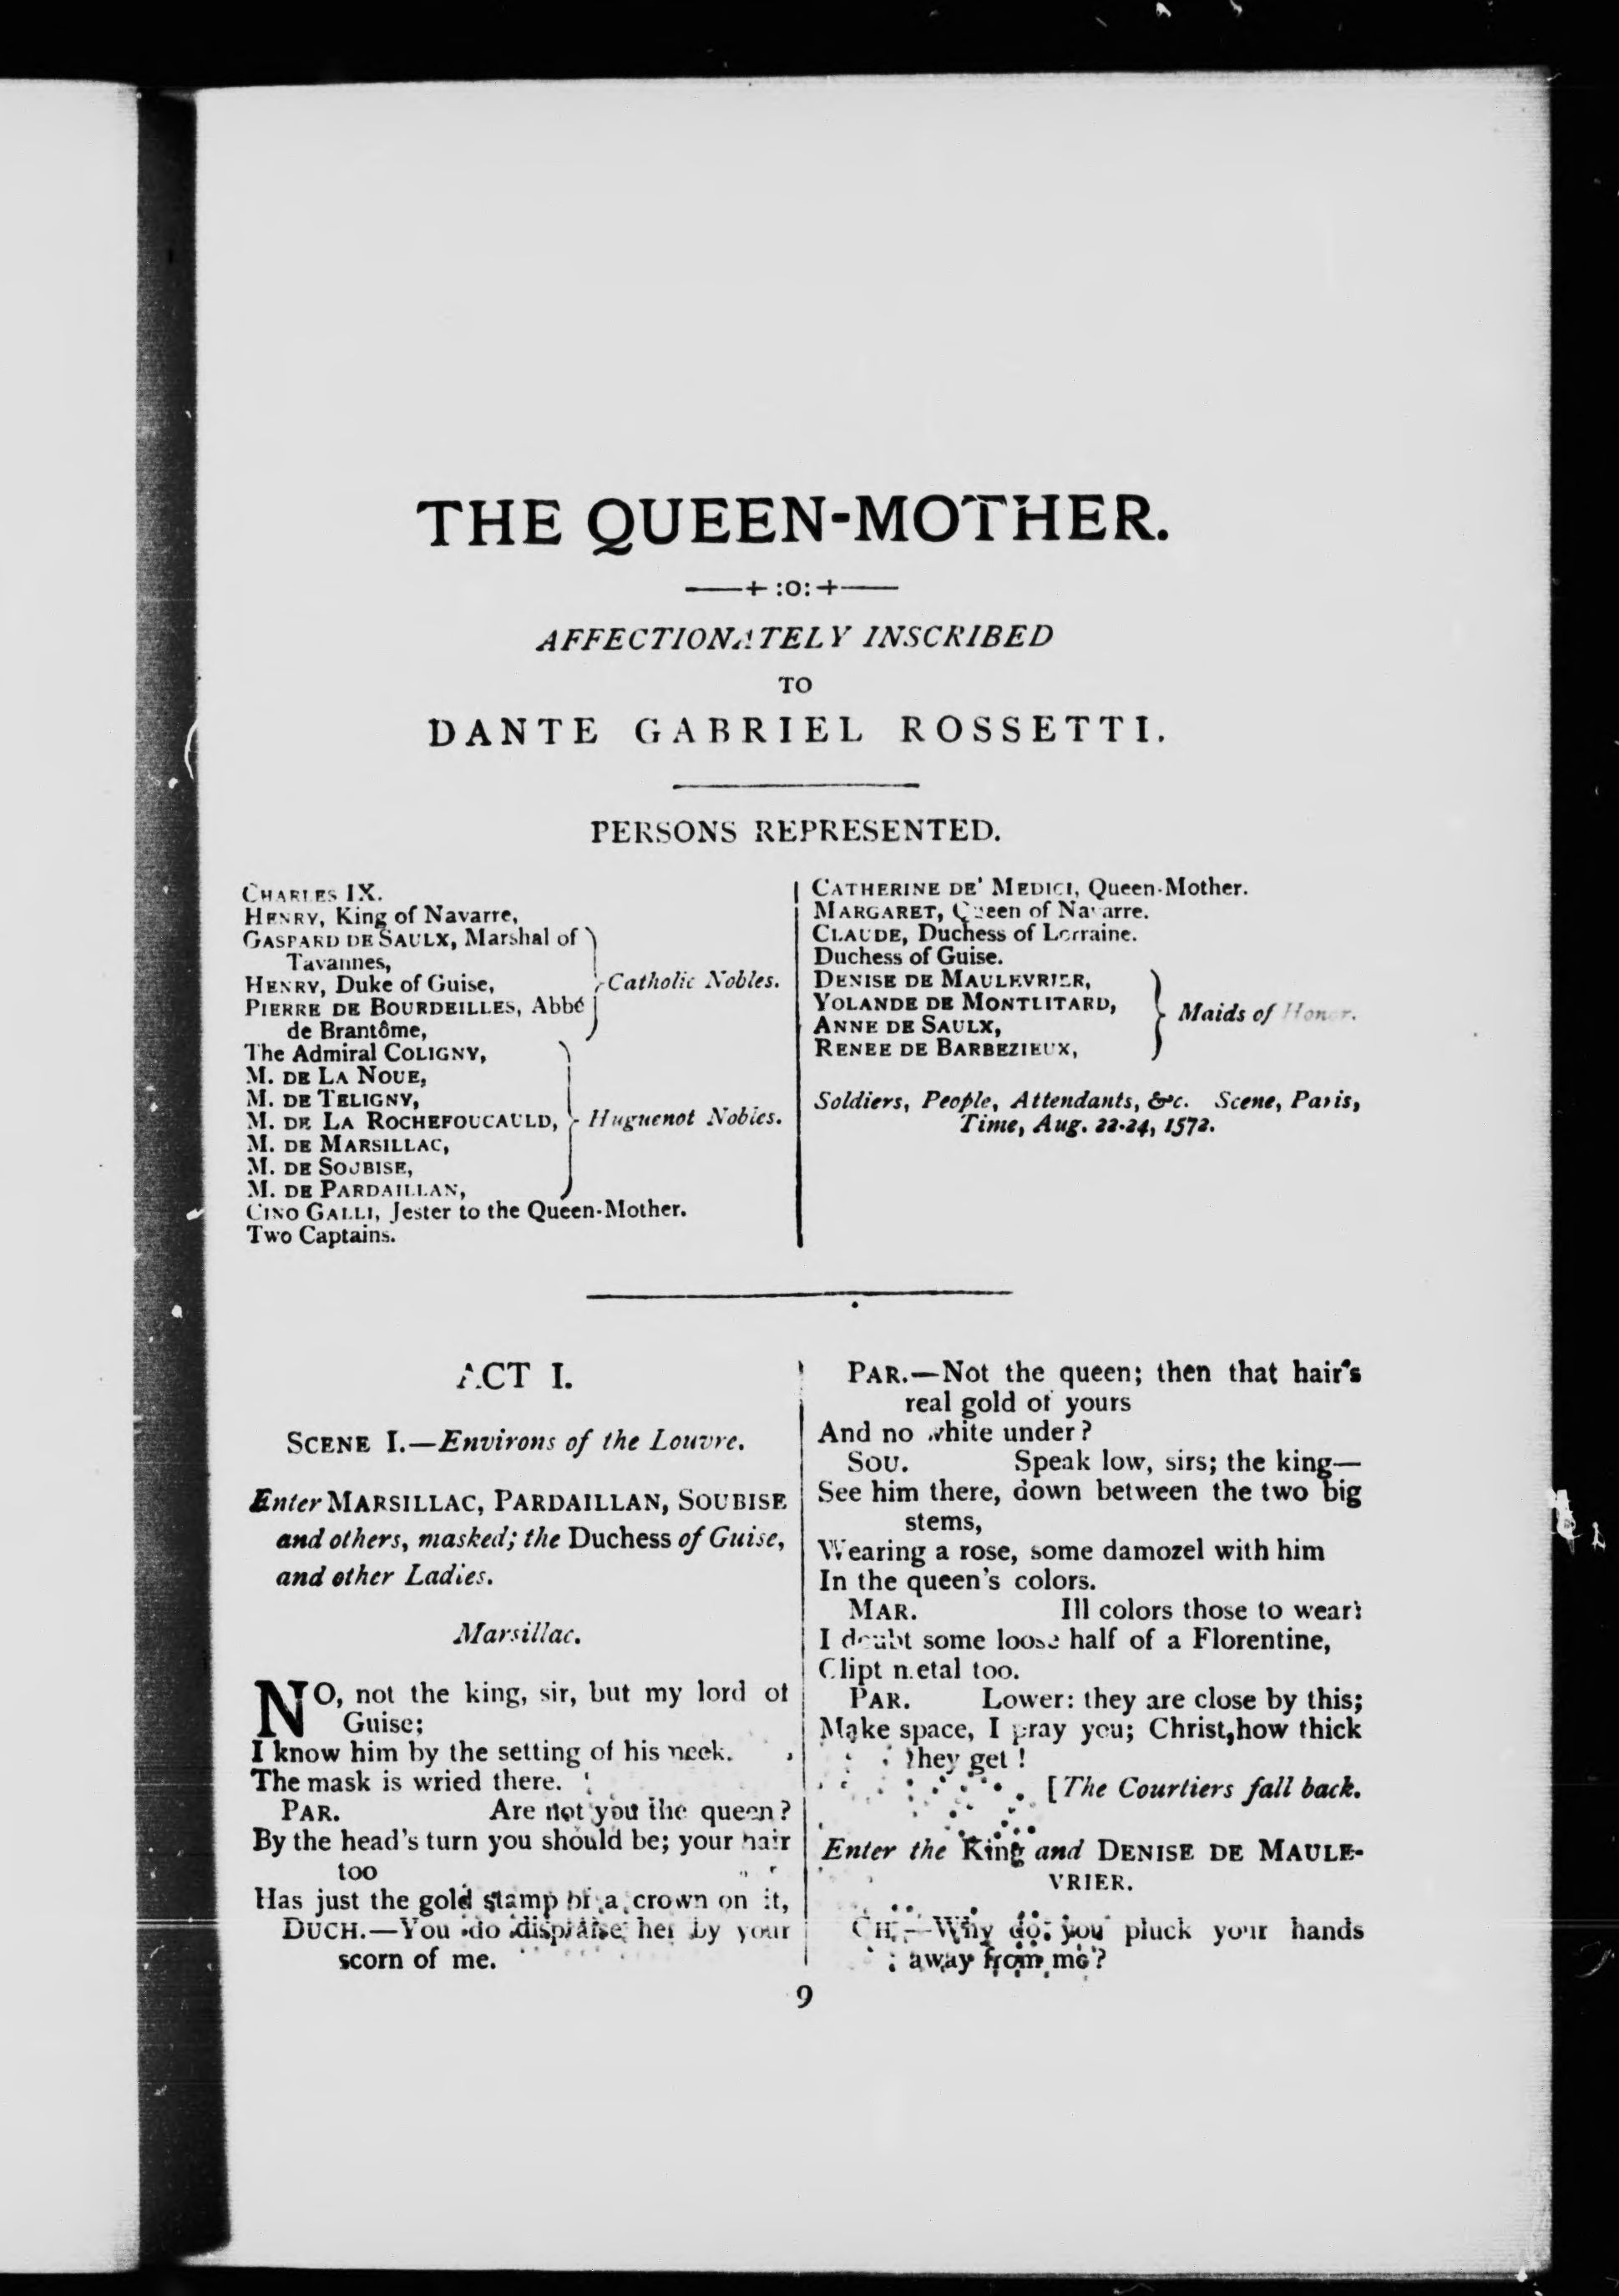 THE QUEEN-MOTHER.
——+ :o: +——
AFFECTIONATELY INSCRIBED
TO
DANTE GABRIEL ROSSETTI.
PERSONS REPRESENTED.
CHARLES IX.
HENRY, King of Navarre,
GASPARD DE SAULX, Marshal of
Tavannes,
HENRY, Duke of Guise,
PIERRE DE BOURDEILLES, Abbé
de Brantôme,
Catholic Nobles.
The Admiral COLIGNY,
M. DE LA NOUE,
M. DE TELIGNY,
M. DE LA ROCHEFOUCAULD,
M. DE MARSILLAC,
M. DE SOUBISE,
M. DE PARDAILLAN,
Huguenot Nobles.
CINO GALLI, Jester to the Queen-Mother.
Two Captains.
CATHERINE DE' MEDICI, Queen-Mother.
MARGARET, Queen of Navarre.
CLAUDE, Duchess of Lorraine.
Duchess of Guise.
DENISE DE MAULEVRIER,
YOLANDE DE MONTLITARD,
ANNE DE SAULX,
RENEE DE BARBEZIEUX,
Maids of Honor.
Soldiers, People, Attendants, &c. Scene, Paris,
Time, Aug. 22-24, 1572.
ACT I.
SCENE I.—Environs of the Louvre.
Enter MARSILLAC, PARDAILLAN, SOUBISE
and others, masked; the Duchess of Guise,
and other Ladies.
Marsillac.
NO, not the king, sir, but my lord of
Guise;
I know him by the setting of his neck.
The mask is wried there.
PAR. Are not you the queen?
By the head's turn you should be; your hair
too
Has just the gold stamp of a crown on it,
DUCH.—You do dispraise her by your
scorn of me.
PAR.—Not the queen; then that hair's
real gold of yours
And no white under?
SOU. Speak low, sirs; the king—
See him there, down between the two big
stems,
Wearing a rose, some damozel with him
In the queen's colors.
MAR. Ill colors those to wear:
I doubt some loose half of a Florentine,
Clipt metal too.
PAR. Lower: they are close by this;
Make space, I pray you; Christ, how thick
they get!
[The Courtiers fall back.
Enter the King and DENISE DE MAULE-
VRIER.
CH.—Why do you pluck your hands
away from me?
9